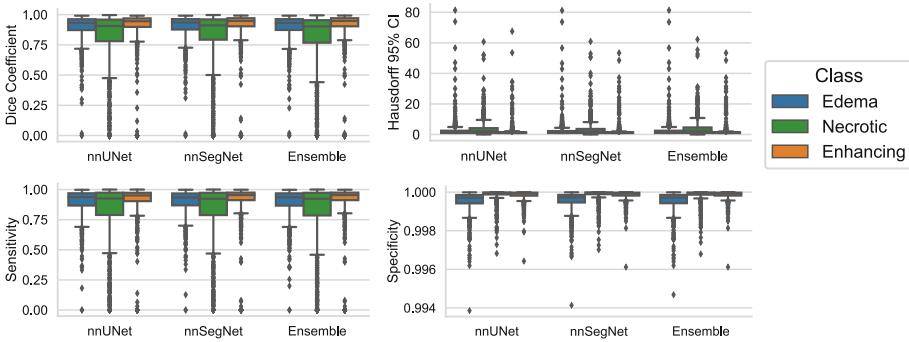 Dice Coefficient
1.00
0.75
0.50
0.25
0.00
nnUNet nnSegNet Ensemble
Hausdorff 95% CI
80
60
40
20
0
nnUNet nnSegNet Ensemble
Class
Edema
Necrotic
Enhancing
Sensitivity
1.00
0.75
0.50
0.25
0.00
nnUNet nnSegNet Ensemble
Specificity
1.000
0.998
0.996
0.994
nnUNet nnSegNet Ensemble